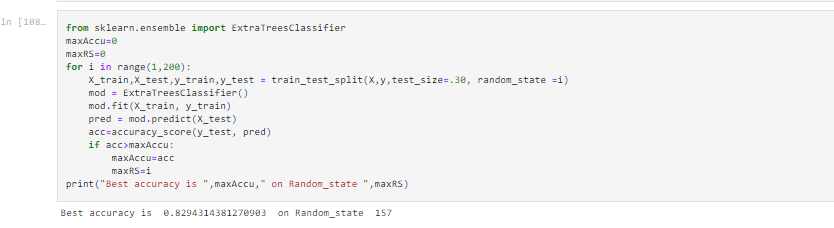 In [108…
from sklearn.ensemble import ExtraTreesClassifier
maxAccu=0
maxRS=0
for i in range(1,200):
    X_train,X_test,y_train,y_test = train_test_split(X,y,test_size=.30, random_state =i)
    mod = ExtraTreesClassifier()
    mod.fit(X_train, y_train)
    pred = mod.predict(X_test)
    acc=accuracy_score(y_test, pred)
    if acc>maxAccu:
        maxAccu=acc
        maxRS=i
print("Best accuracy is ",maxAccu," on Random_state ",maxRS)
Best accuracy is  0.8294314381270903  on Random_state  157